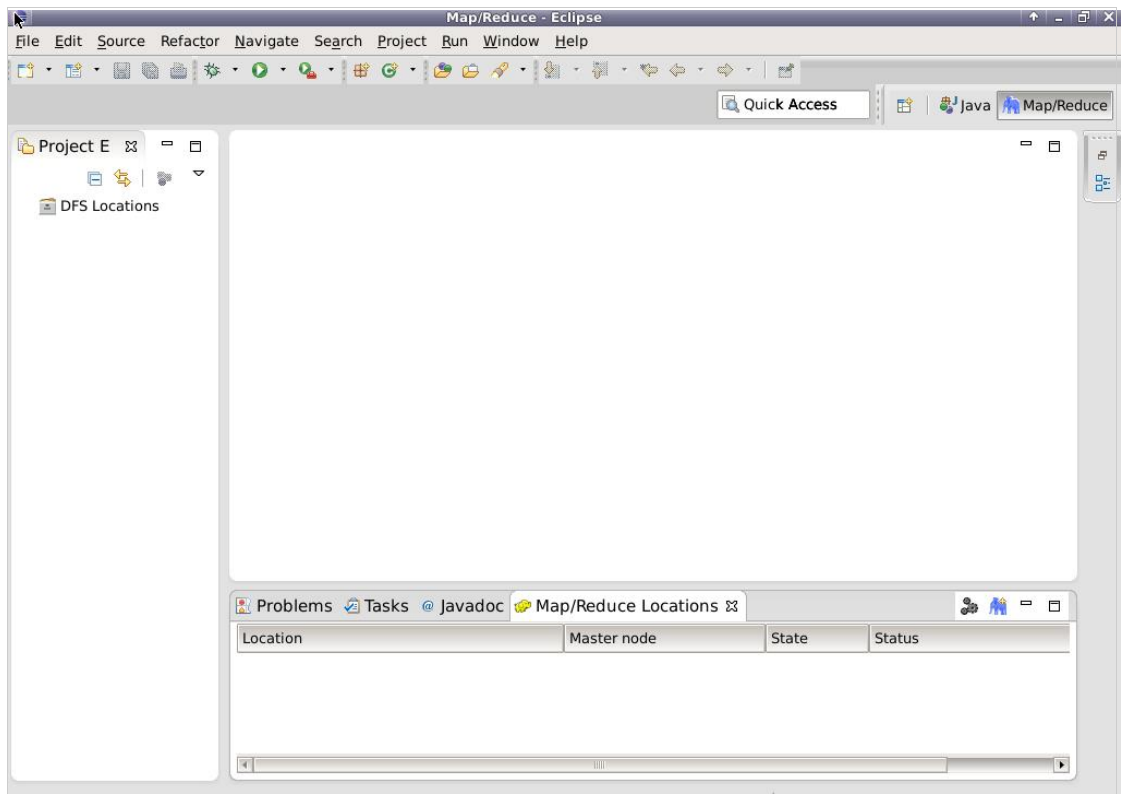 Map/Reduce - Eclipse
File Edit Source Refactor Navigate Search Project Run Window Help
Quick Access
Java Map/Reduce
Project E
DFS Locations
Problems Tasks @ Javadoc Map/Reduce Locations
Location Master node State Status